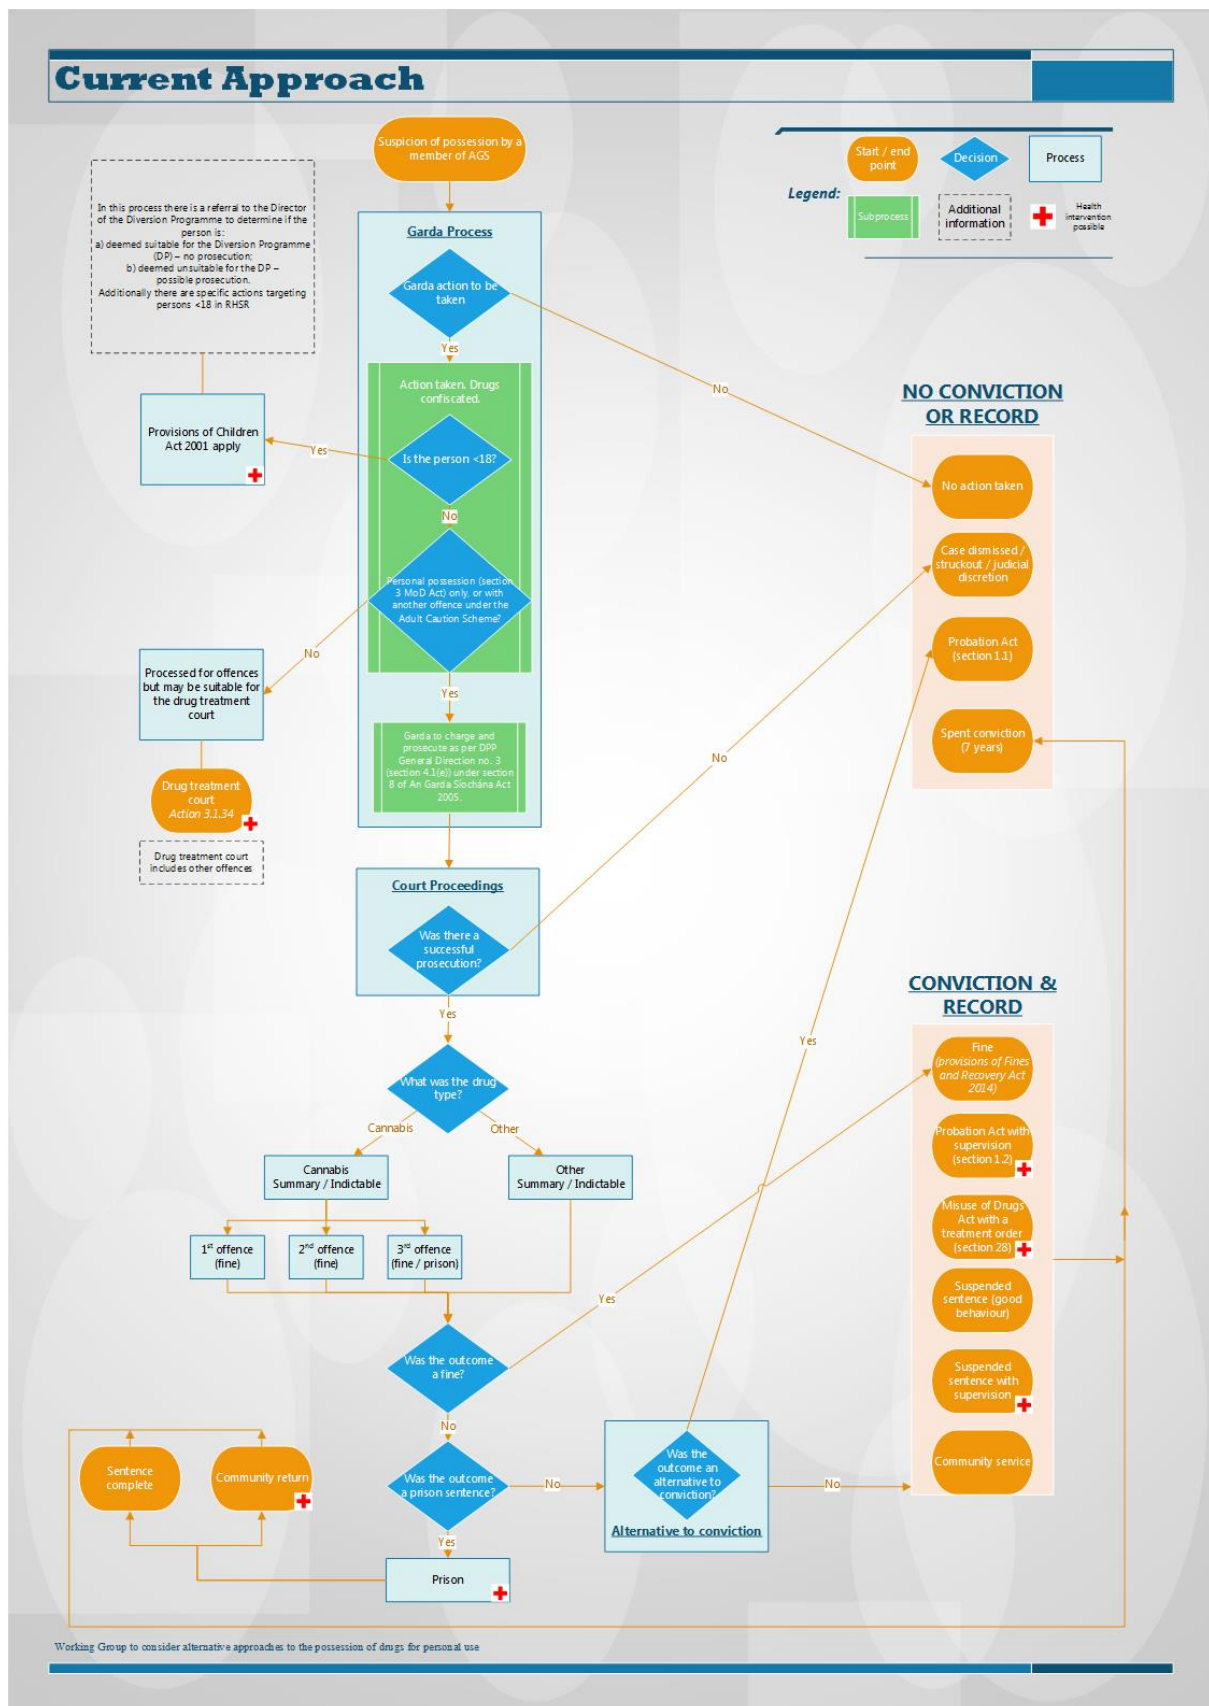 Current Approach
Suspicion of possession by a
member of AGS
Legend:
Start / end
point
Decision
Process
Subprocess
Additional
information
Health
intervention
possible
In this process there is a referral to the Director
of the Diversion Programme to determine if the
person is:
a) deemed suitable for the Diversion Programme
(DP) – no prosecution;
b) deemed unsuitable for the DP –
possible prosecution.
Additionally there are specific actions targeting
persons <18 in RHSR
Garda Process
Garda action to be
taken
Yes
No
Action taken. Drugs
confiscated.
Is the person <18?
Yes
No
Provisions of Children
Act 2001 apply
Personal possession (section
3 MoD Act) only, or with
another offence under the
Adult Caution Scheme?
No
Yes
Processed for offences
but may be suitable for
the drug treatment
court
Drug treatment
court
Action 3.1.34
Drug treatment court
includes other offences
Garda to charge and
prosecute as per DPP
General Direction no. 3
(section 4.1(e)) under section
8 of An Garda Síochána Act
2005.
NO CONVICTION
OR RECORD
No action taken
Case dismissed /
struckout / judicial
discretion
Probation Act
(section 1.1)
Spent conviction
(7 years)
Court Proceedings
Was there a
successful
prosecution?
No
Yes
What was the drug
type?
Cannabis
Other
Cannabis
Summary / Indictable
Other
Summary / Indictable
1st offence
(fine)
2nd offence
(fine)
3rd offence
(fine / prison)
Was the outcome
a fine?
Yes
No
Was the outcome
a prison sentence?
No
Yes
Prison
Sentence
complete
Community return
Was the
outcome an
alternative to
conviction?
Alternative to conviction
Yes
No
CONVICTION &
RECORD
Fine
(provisions of Fines
and Recovery Act
2014)
Probation Act with
supervision
(section 1.2)
Misuse of Drugs
Act with a
treatment order
(section 28)
Suspended
sentence (good
behaviour)
Suspended
sentence with
supervision
Community service
Working Group to consider alternative approaches to the possession of drugs for personal use